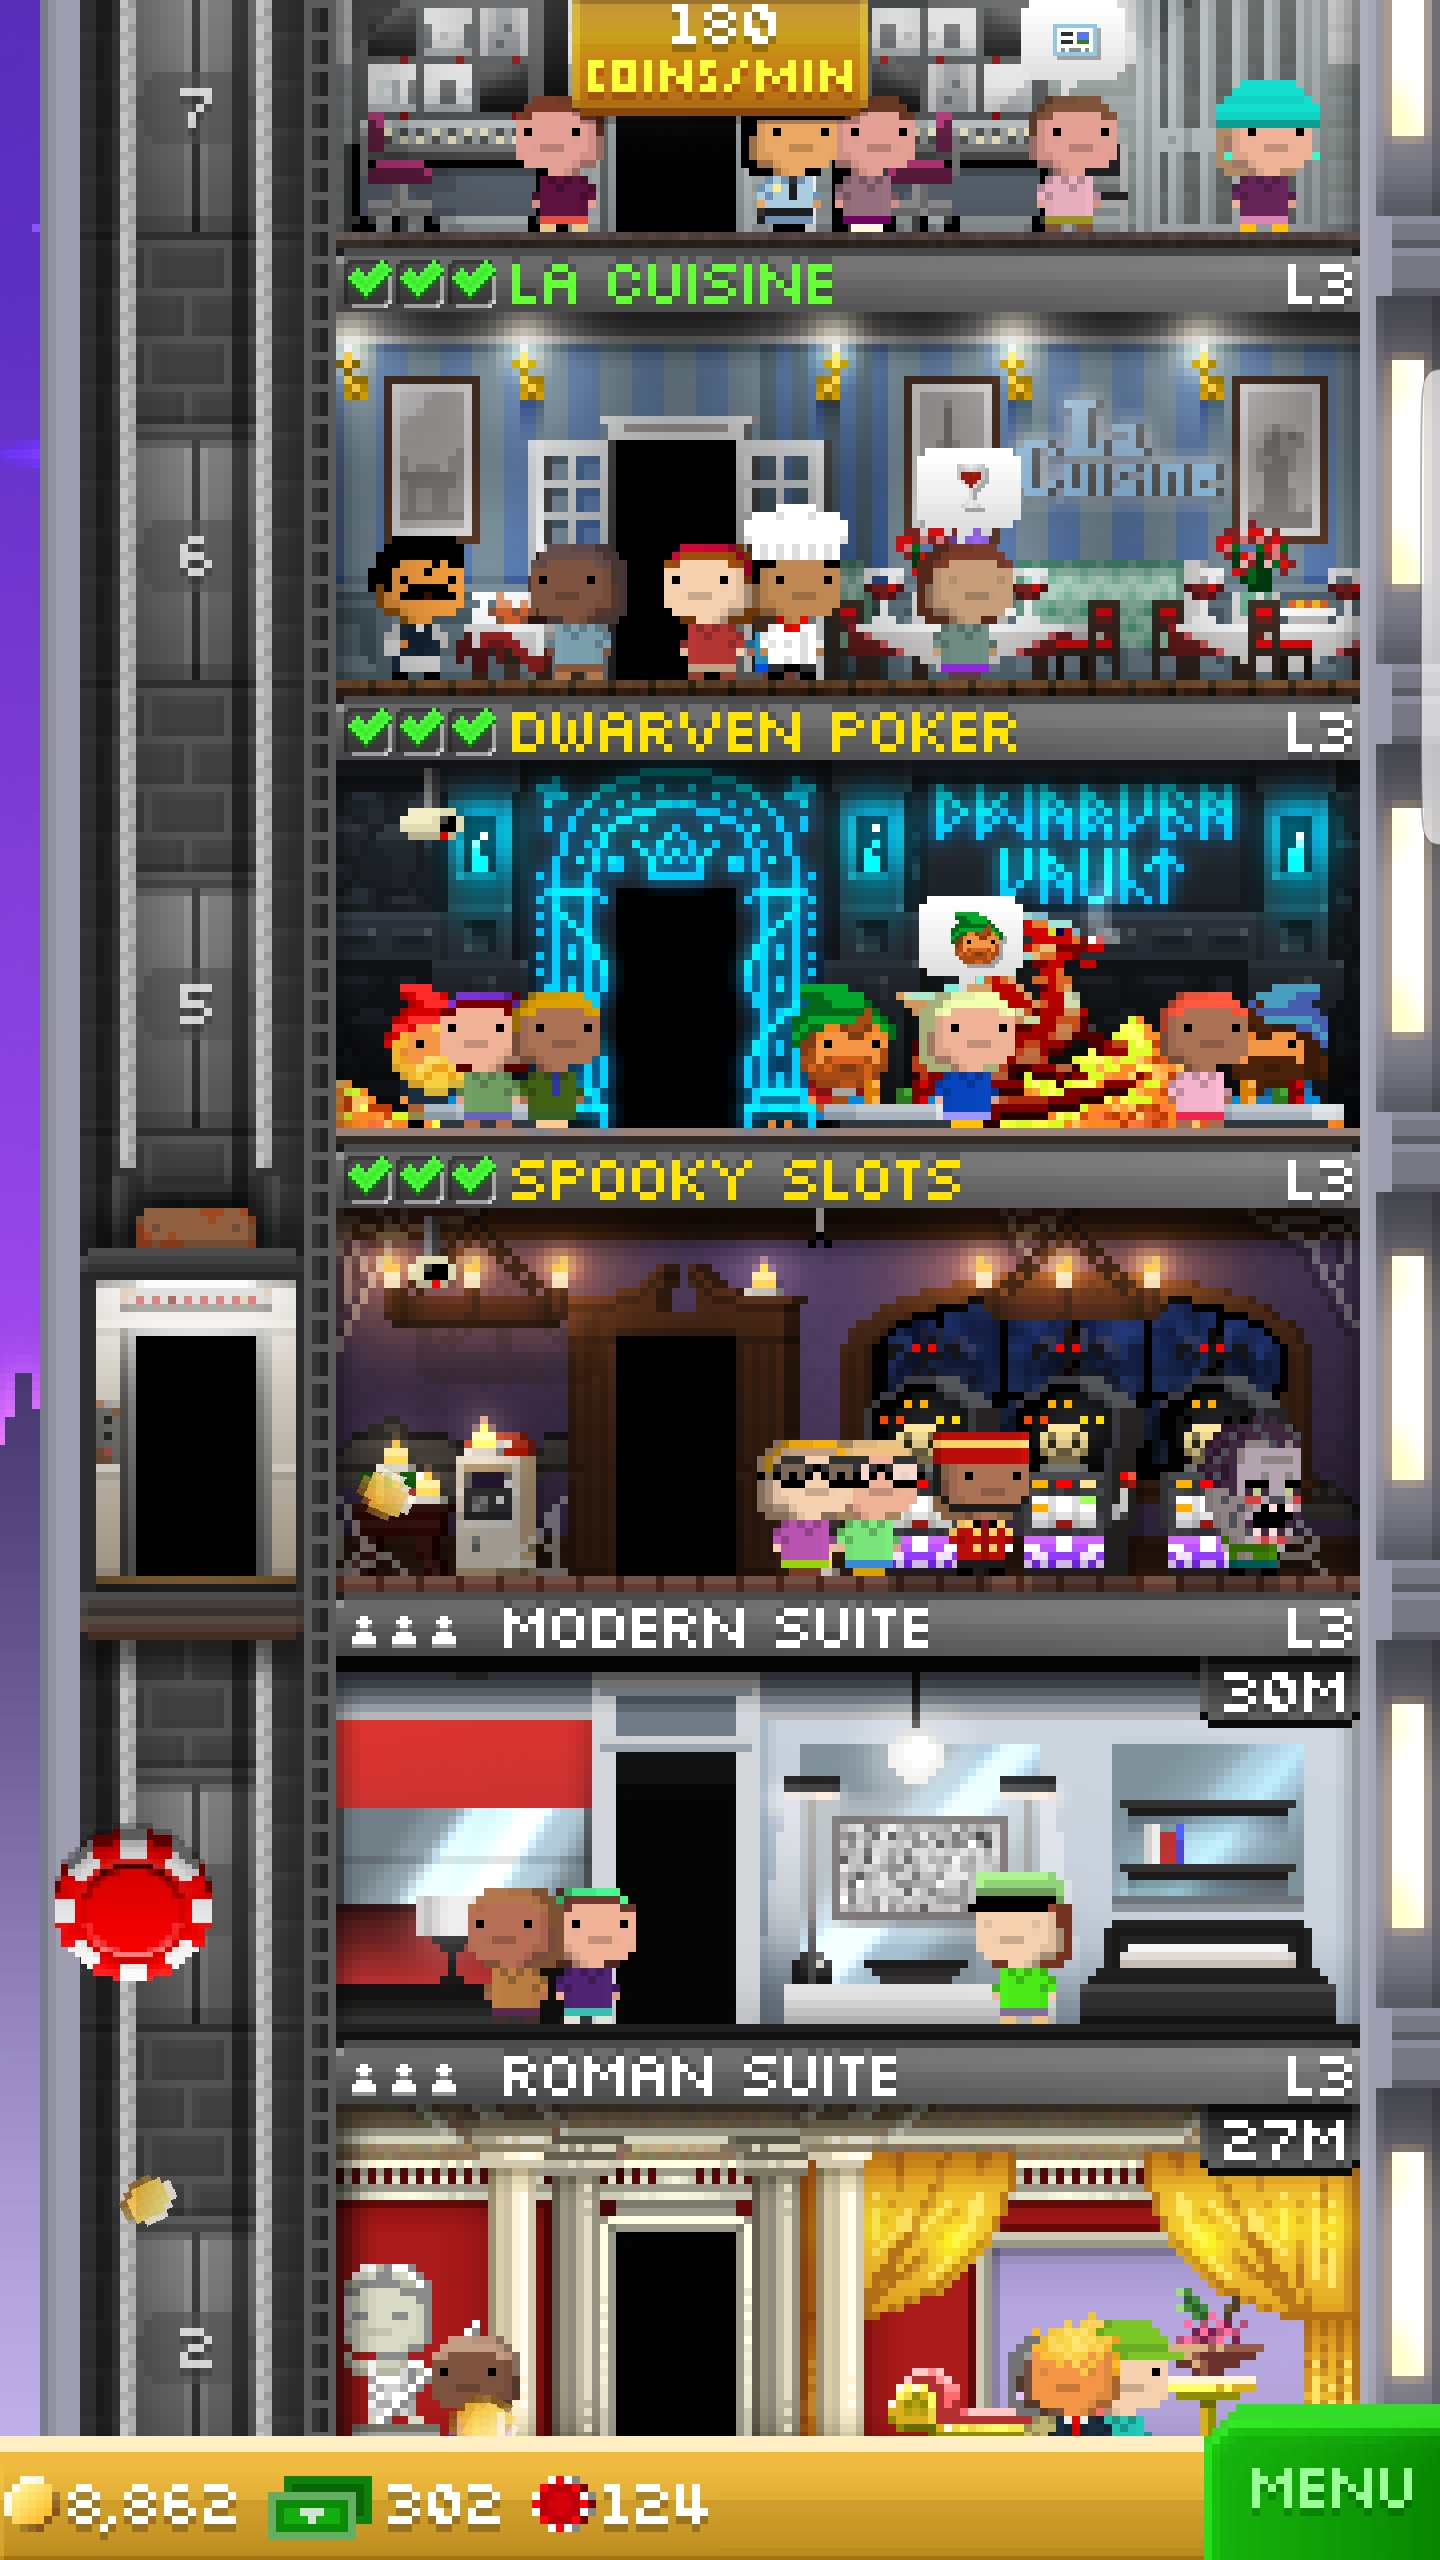 180
COINS/MIN
7
LA CUISINE L3
La
Cuisine
6
DWARVEN POKER L3
DWARVEN
VAULT
5
SPOOKY SLOTS L3
MODERN SUITE L3
30M
ROMAN SUITE L3
27M
2
8,862 302 124
MENU